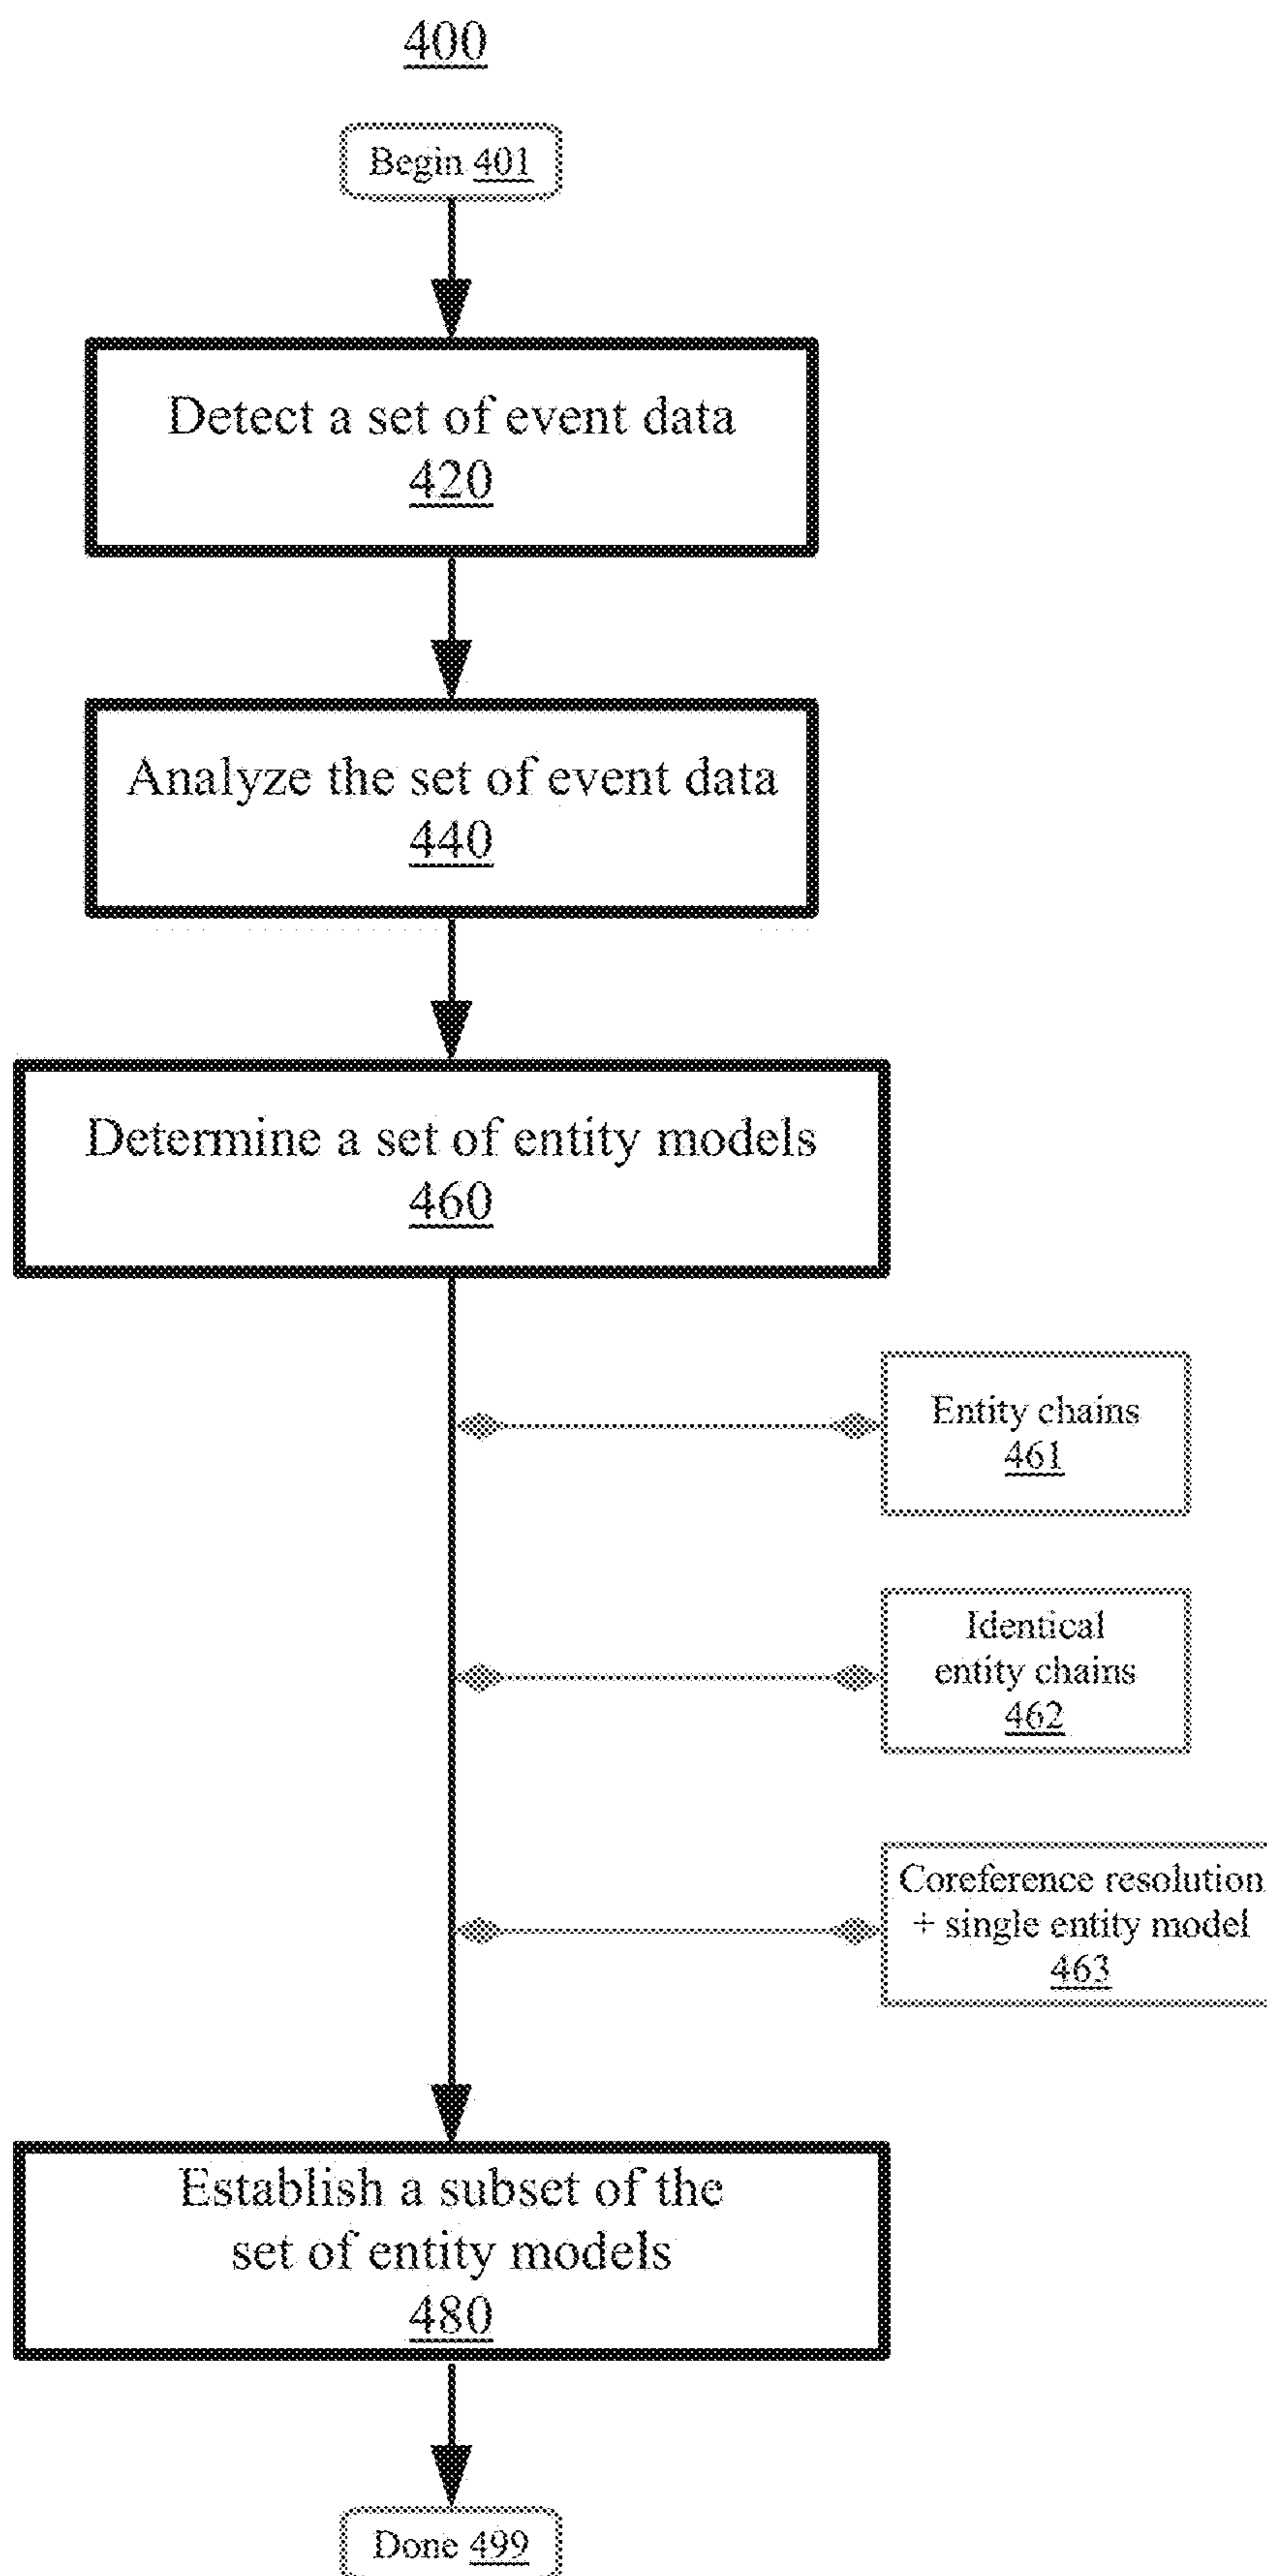 400
Begin 401
Detect a set of event data
420
Analyze the set of event data
440
Determine a set of entity models
460
Entity chains
461
Identical
entity chains
462
Coreference resolution
+ single entity model
463
Establish a subset of the
set of entity models
480
Done 499